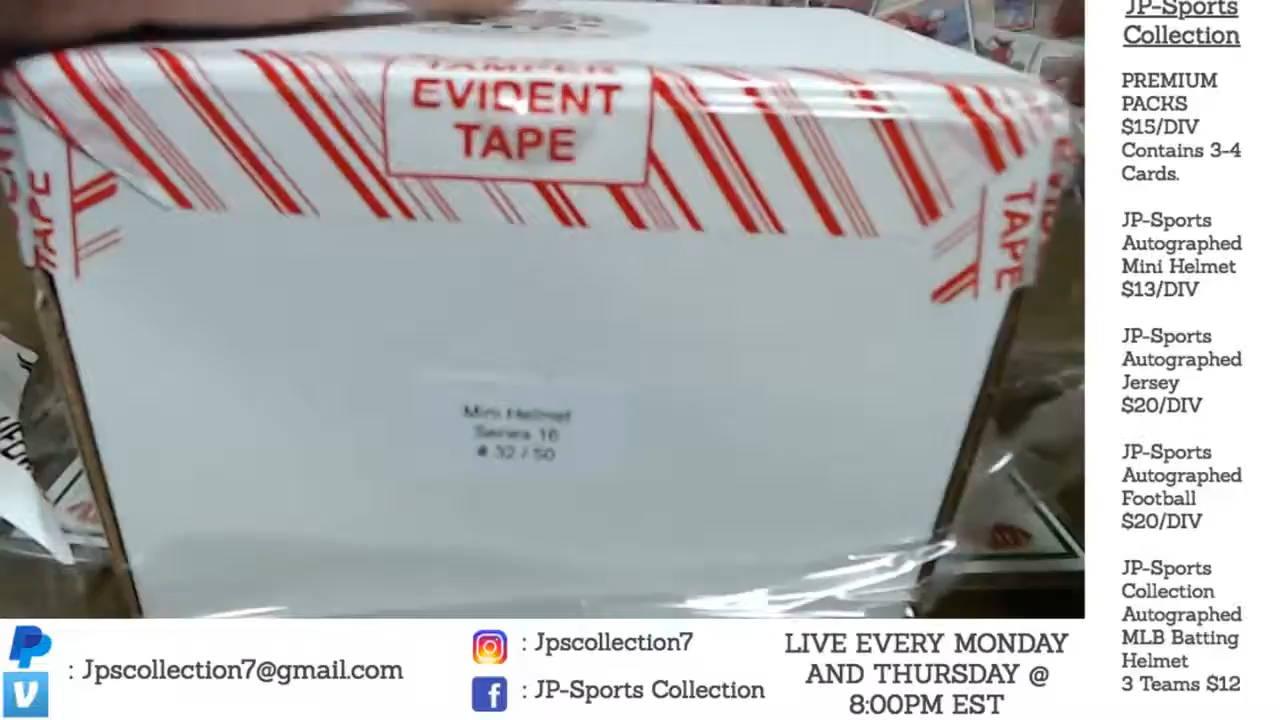 TAMPER
EVIDENT
TAPE
TAPE
TAPE
Mini Helmet
Series 16
# 32 / 50
JP-Sports
Collection
PREMIUM
PACKS
$15/DIV
Contains 3-4
Cards.
JP-Sports
Autographed
Mini Helmet
$13/DIV
JP-Sports
Autographed
Jersey
$20/DIV
JP-Sports
Autographed
Football
$20/DIV
JP-Sports
Collection
Autographed
MLB Batting
Helmet
3 Teams $12
: Jpscollection7@gmail.com
: Jpscollection7
: JP-Sports Collection
LIVE EVERY MONDAY
AND THURSDAY @
8:00PM EST